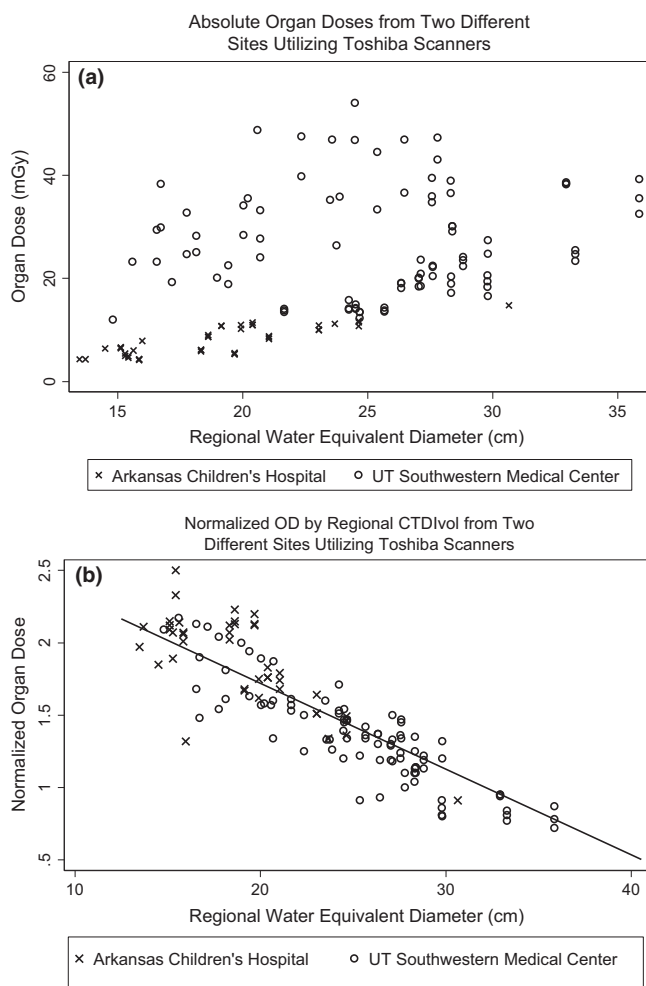 Absolute Organ Doses from Two Different
Sites Utilizing Toshiba Scanners
(a)
Organ Dose (mGy)
60
40
20
0
15 20 25 30 35
Regional Water Equivalent Diameter (cm)
× Arkansas Children's Hospital ○ UT Southwestern Medical Center
Normalized OD by Regional CTDIvol from Two
Different Sites Utilizing Toshiba Scanners
(b)
Normalized Organ Dose
2.5
2
1.5
1
.5
10 20 30 40
Regional Water Equivalent Diameter (cm)
× Arkansas Children's Hospital ○ UT Southwestern Medical Center